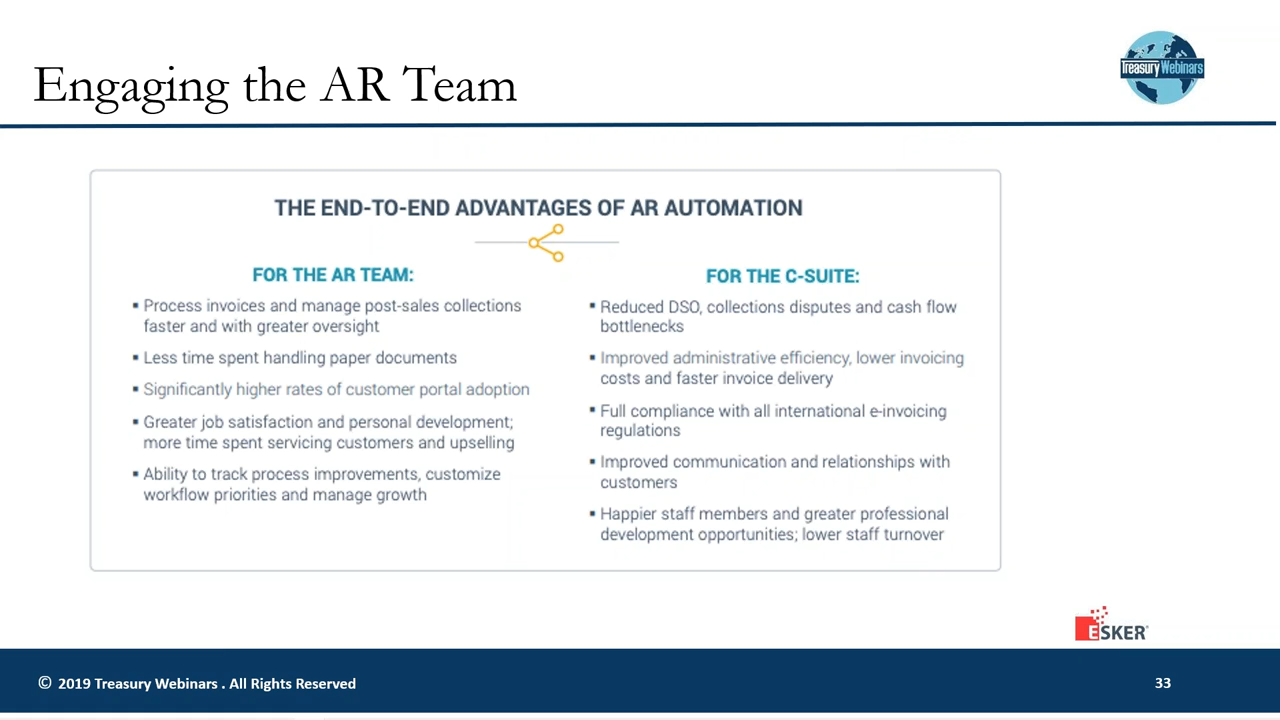 Engaging the AR Team
Treasury Webinars
THE END-TO-END ADVANTAGES OF AR AUTOMATION
FOR THE AR TEAM:
▪ Process invoices and manage post-sales collections
faster and with greater oversight
▪ Less time spent handling paper documents
▪ Significantly higher rates of customer portal adoption
▪ Greater job satisfaction and personal development;
more time spent servicing customers and upselling
▪ Ability to track process improvements, customize
workflow priorities and manage growth
FOR THE C-SUITE:
▪ Reduced DSO, collections disputes and cash flow
bottlenecks
▪ Improved administrative efficiency, lower invoicing
costs and faster invoice delivery
▪ Full compliance with all international e-invoicing
regulations
▪ Improved communication and relationships with
customers
▪ Happier staff members and greater professional
development opportunities; lower staff turnover
ESKER®
© 2019 Treasury Webinars . All Rights Reserved
33